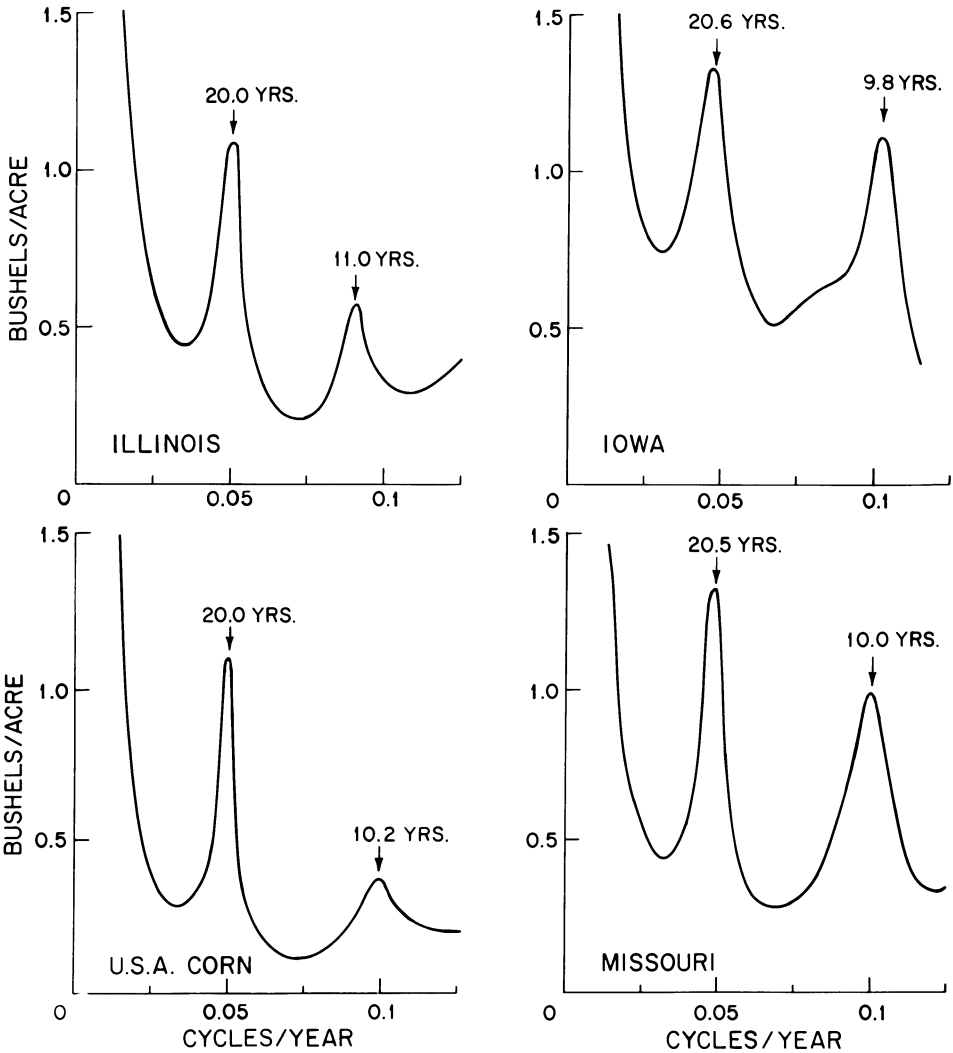 1.5
1.0
0.5
0
BUSHELS/ACRE
20.0 YRS.
11.0 YRS.
ILLINOIS
0.05
0.1
1.5
1.0
0.5
0
20.6 YRS.
9.8 YRS.
IOWA
0.05
0.1
1.5
1.0
0.5
0
BUSHELS/ACRE
20.0 YRS.
10.2 YRS.
U.S.A. CORN
0.05
0.1
CYCLES/YEAR
1.5
1.0
0.5
0
20.5 YRS.
10.0 YRS.
MISSOURI
0.05
0.1
CYCLES/YEAR